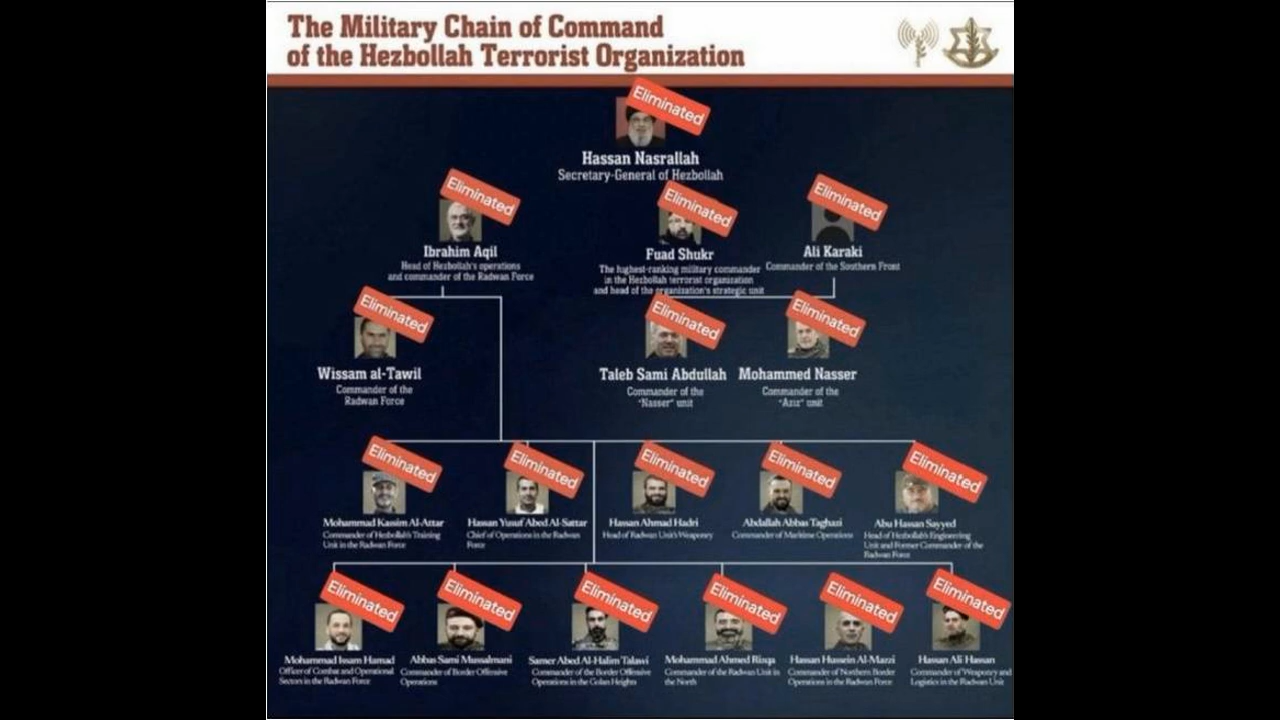 The Military Chain of Command
of the Hezbollah Terrorist Organization
Eliminated
Hassan Nasrallah
Secretary-General of Hezbollah
Eliminated
Eliminated
Eliminated
Ibrahim Aqil
Head of Hezbollah's operations
and commander of the Radwan Force
Fuad Shukr
The highest-ranking military commander
in the Hezbollah terrorist organization
and head of the organization's strategic unit
Ali Karaki
Commander of the Southern Front
Eliminated
Eliminated
Eliminated
Wissam al-Tawil
Commander of the
Radwan Force
Taleb Sami Abdullah
Commander of the
"Nasser" unit
Mohammed Nasser
Commander of the
"Aziz" unit
Eliminated
Eliminated
Eliminated
Eliminated
Eliminated
Mohammad Kassim Al-Attar
Commander of Hezbollah's Training
Unit in the Radwan Force
Hassan Yusuf Abed Al-Sattar
Chief of Operations in the Radwan
Force
Hassan Ahmad Hadri
Head of Radwan Unit's Weaponry
Abdallah Abbas Taghazi
Commander of Maritime Operations
Abu Hassan Sayyed
Head of Hezbollah's Engineering
Unit and Former Commander of the
Radwan Force
Eliminated
Eliminated
Eliminated
Eliminated
Eliminated
Eliminated
Mohammad Issam Hamad
Officer of Combat and Operational
Sectors in the Radwan Force
Abbas Sami Mussalmani
Commander of Border Offensive
Operations
Samer Abed Al-Halim Talawi
Commander of the Border Offensive
Operations in the Golan Heights
Mohammad Ahmed Rizqa
Commander of the Radwan Unit in
the North
Hassan Hussein Al-Mazzi
Commander of Northern Border
Operations in the Radwan Force
Hassan Ali Hassan
Commander of Weaponry and
Logistics in the Radwan Unit